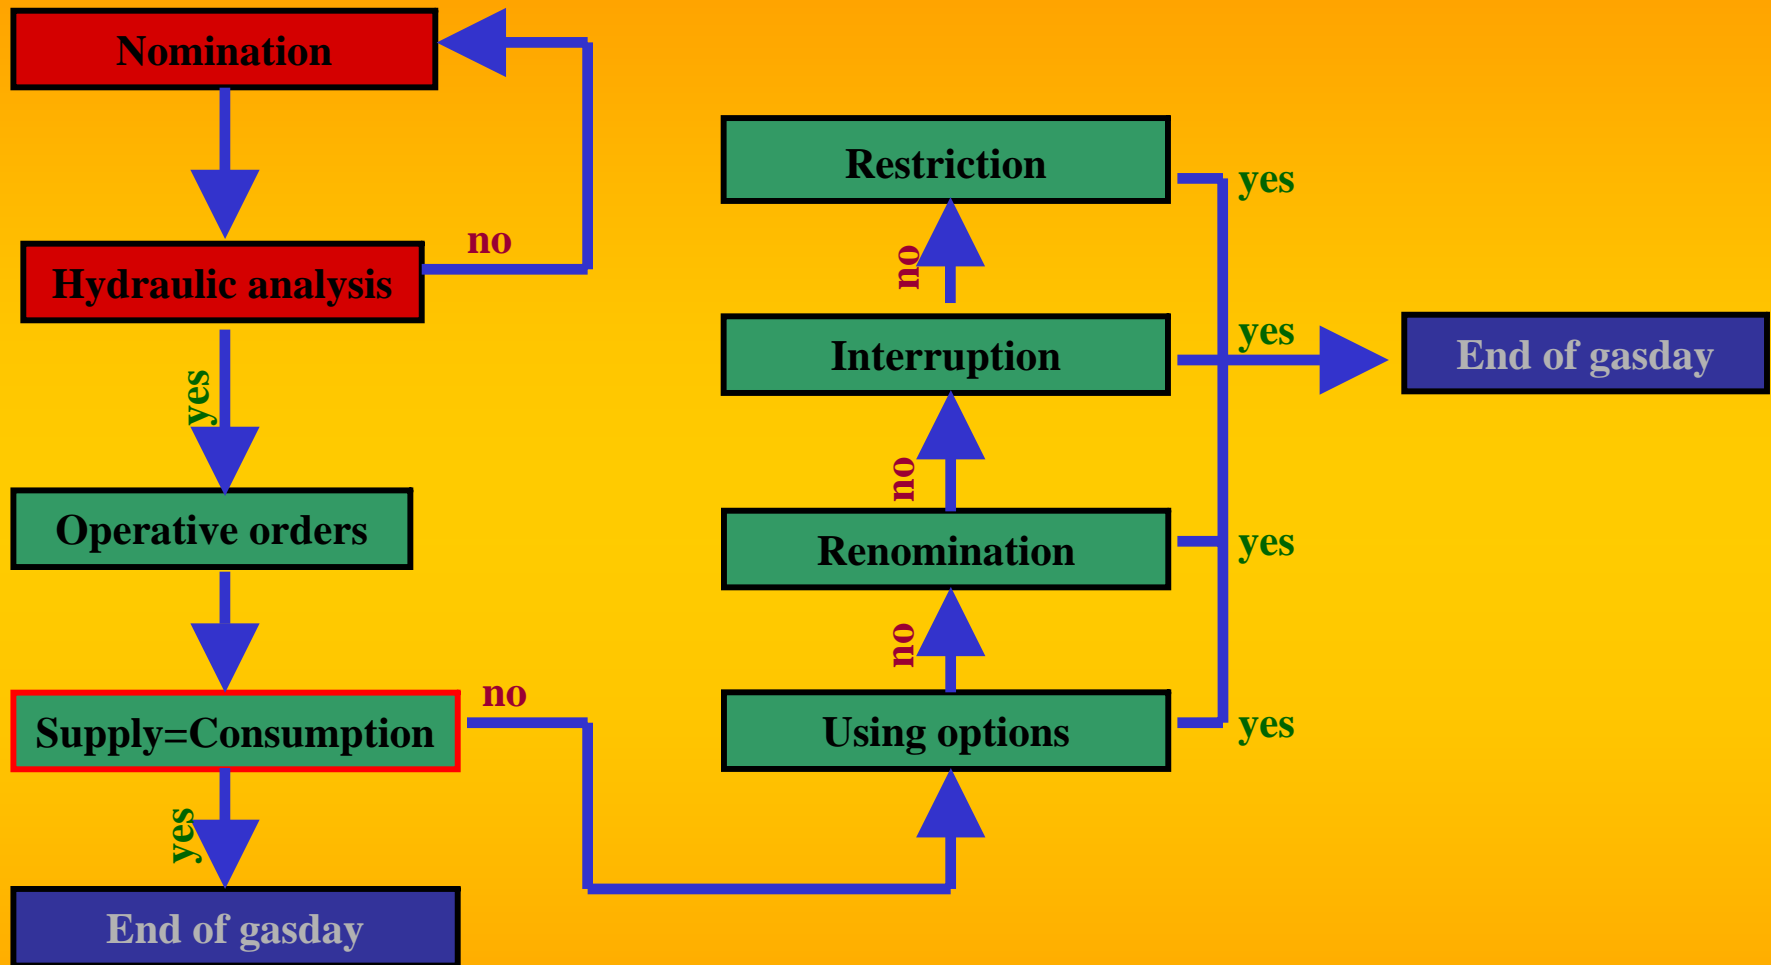 Nomination
no
Hydraulic analysis
yes
Operative orders
Supply=Consumption
no
yes
End of gasday
Restriction
yes
no
Interruption
yes
End of gasday
no
Renomination
yes
no
Using options
yes